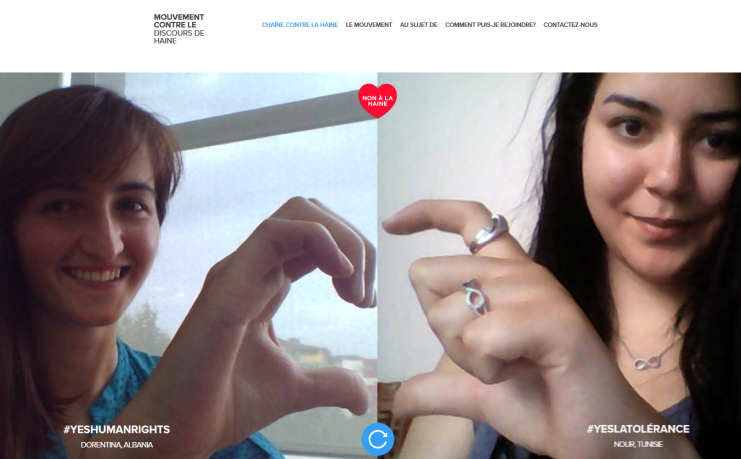 MOUVEMENT
CONTRE LE
DISCOURS DE
HAINE
CHAÎNE CONTRE LA HAINE LE MOUVEMENT AU SUJET DE COMMENT PUIS-JE REJOINDRE? CONTACTEZ-NOUS
NON À LA
HAINE
#YESHUMANRIGHTS
DORENTINA, ALBANIA
#YESLATOLÉRANCE
NOUR, TUNISIE